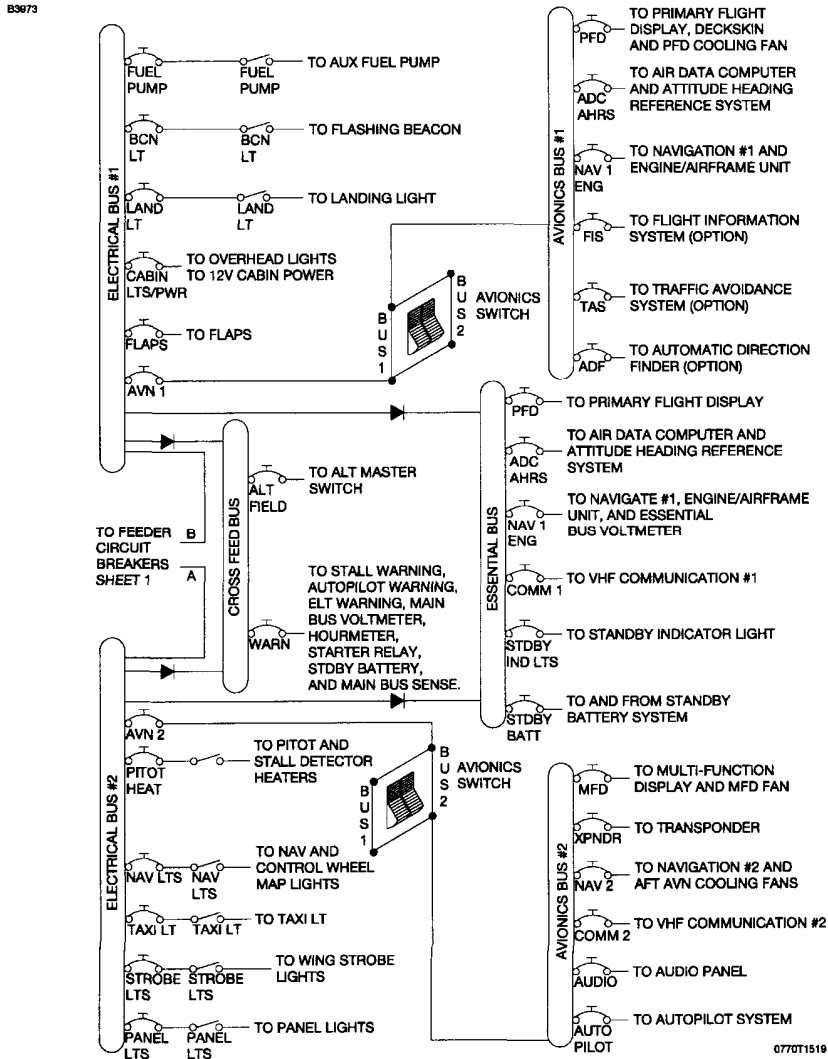 B3973
ELECTRICAL BUS #1
FUEL
PUMP
FUEL
PUMP
TO AUX FUEL PUMP
BCN
LT
BCN
LT
TO FLASHING BEACON
LAND
LT
LAND
LT
TO LANDING LIGHT
CABIN
LTS/PWR
TO OVERHEAD LIGHTS
TO 12V CABIN POWER
FLAPS
TO FLAPS
AVN 1
BUS 1
BUS 2
AVIONICS
SWITCH
AVIONICS BUS #1
PFD
TO PRIMARY FLIGHT
DISPLAY, DECKSKIN
AND PFD COOLING FAN
ADC
AHRS
TO AIR DATA COMPUTER
AND ATTITUDE HEADING
REFERENCE SYSTEM
NAV 1
ENG
TO NAVIGATION #1 AND
ENGINE/AIRFRAME UNIT
FIS
TO FLIGHT INFORMATION
SYSTEM (OPTION)
TAS
TO TRAFFIC AVOIDANCE
SYSTEM (OPTION)
ADF
TO AUTOMATIC DIRECTION
FINDER (OPTION)
CROSS FEED BUS
ALT
FIELD
TO ALT MASTER
SWITCH
TO FEEDER
CIRCUIT
BREAKERS
SHEET 1
B
A
WARN
TO STALL WARNING,
AUTOPILOT WARNING,
ELT WARNING, MAIN
BUS VOLTMETER,
HOURMETER,
STARTER RELAY,
STDBY BATTERY,
AND MAIN BUS SENSE.
ESSENTIAL BUS
PFD
TO PRIMARY FLIGHT DISPLAY
ADC
AHRS
TO AIR DATA COMPUTER AND
ATTITUDE HEADING REFERENCE
SYSTEM
NAV 1
ENG
TO NAVIGATE #1, ENGINE/AIRFRAME
UNIT, AND ESSENTIAL
BUS VOLTMETER
COMM 1
TO VHF COMMUNICATION #1
STDBY
IND LTS
TO STANDBY INDICATOR LIGHT
STDBY
BATT
TO AND FROM STANDBY
BATTERY SYSTEM
ELECTRICAL BUS #2
AVN 2
PITOT
HEAT
TO PITOT AND
STALL DETECTOR
HEATERS
BUS 1
BUS 2
AVIONICS
SWITCH
NAV LTS
NAV
LTS
TO NAV AND
CONTROL WHEEL
MAP LIGHTS
TAXI LT
TAXI LT
TO TAXI LT
STROBE
LTS
STROBE
LTS
TO WING STROBE
LIGHTS
PANEL
LTS
PANEL
LTS
TO PANEL LIGHTS
AVIONICS BUS #2
MFD
TO MULTI-FUNCTION
DISPLAY AND MFD FAN
XPNDR
TO TRANSPONDER
NAV 2
TO NAVIGATION #2 AND
AFT AVN COOLING FANS
COMM 2
TO VHF COMMUNICATION #2
AUDIO
TO AUDIO PANEL
AUTO
PILOT
TO AUTOPILOT SYSTEM
0770T1519